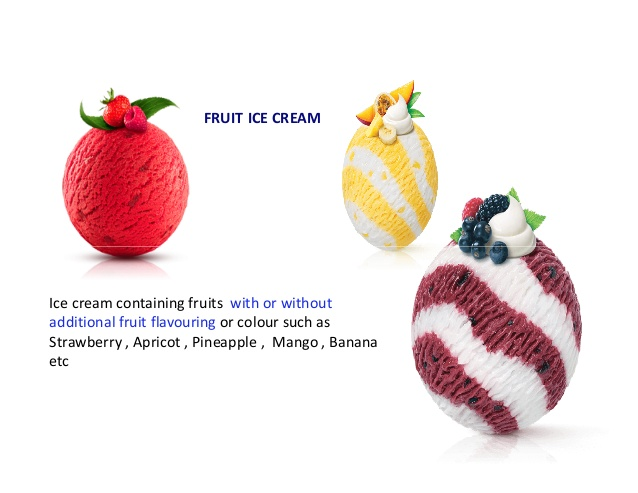 FRUIT ICE CREAM
Ice cream containing fruits with or without
additional fruit flavouring or colour such as
Strawberry , Apricot , Pineapple , Mango , Banana
etc